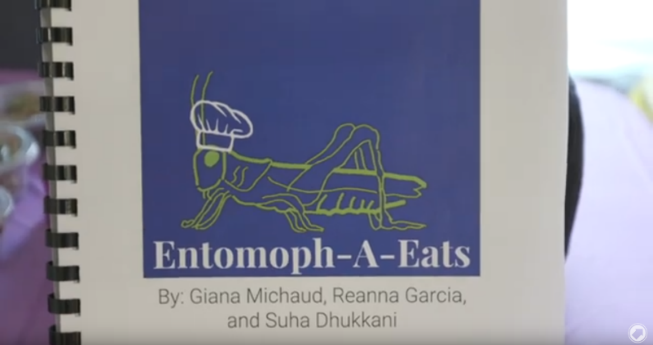 Entomoph-A-Eats
By: Giana Michaud, Reanna Garcia,
and Suha Dhukkani